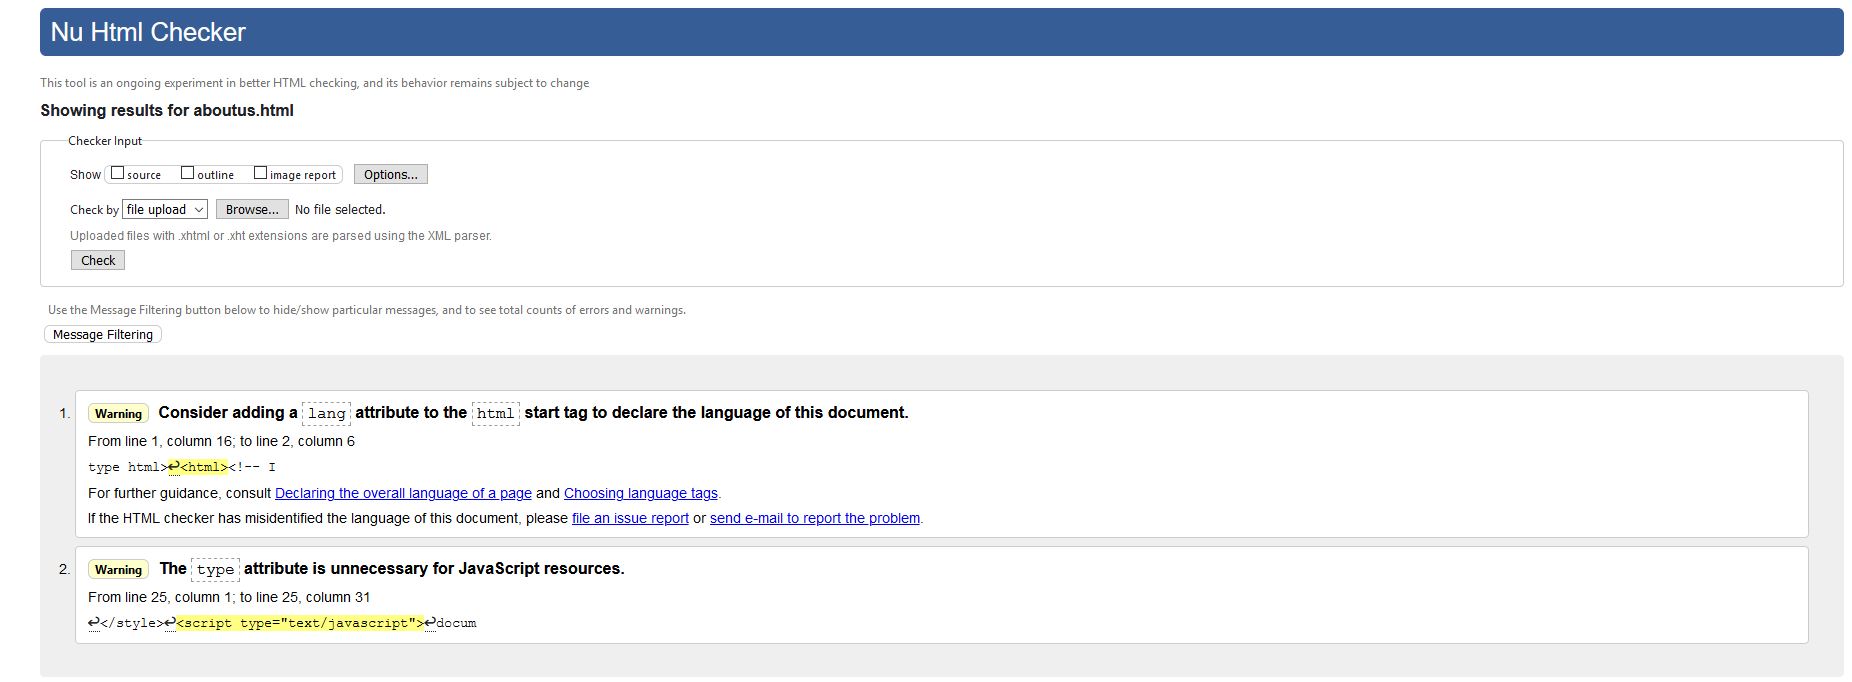 Nu Html Checker
This tool is an ongoing experiment in better HTML checking, and its behavior remains subject to change
Showing results for aboutus.html
Checker Input
Show source outline image report Options...
Check by file upload Browse... No file selected.
Uploaded files with .xhtml or .xht extensions are parsed using the XML parser.
Check
Use the Message Filtering button below to hide/show particular messages, and to see total counts of errors and warnings.
Message Filtering
1. Warning Consider adding a lang attribute to the html start tag to declare the language of this document.
From line 1, column 16; to line 2, column 6
type html>↩<html><!-- I
For further guidance, consult Declaring the overall language of a page and Choosing language tags.
If the HTML checker has misidentified the language of this document, please file an issue report or send e-mail to report the problem.
2. Warning The type attribute is unnecessary for JavaScript resources.
From line 25, column 1; to line 25, column 31
↩</style>↩<script type="text/javascript">↩docum